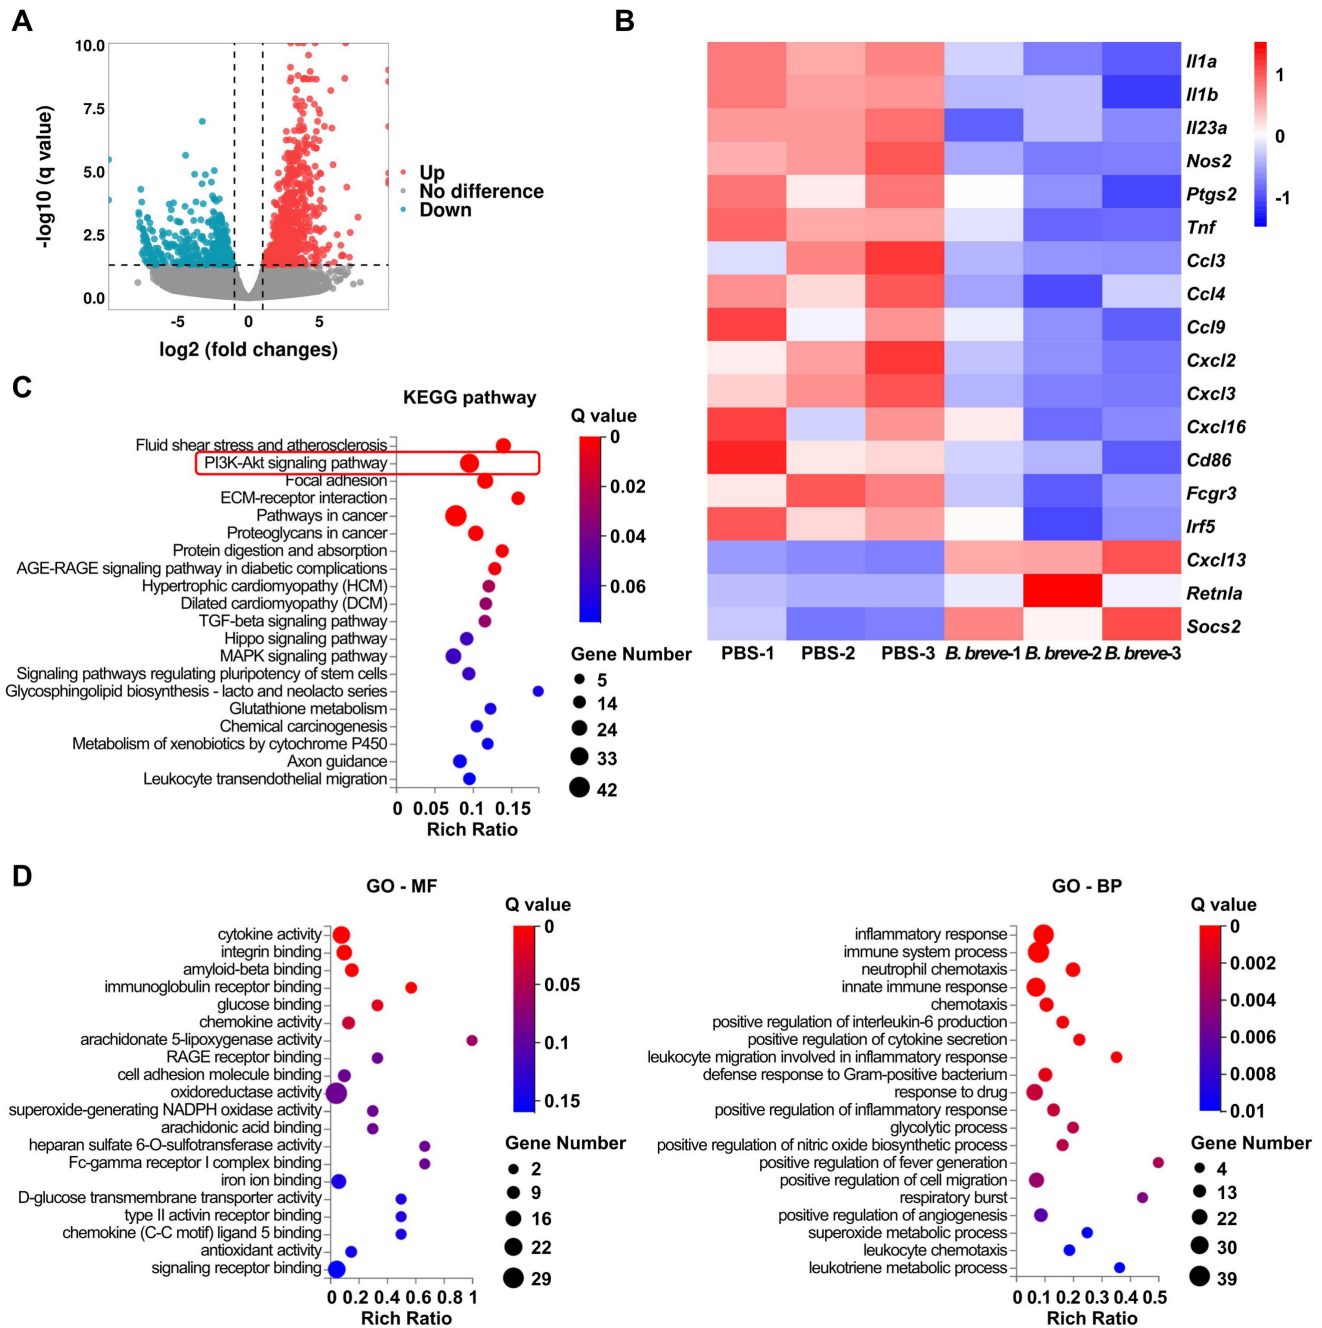 A
10.0
7.5
5.0
2.5
0.0
-log10 (q value)
-5 0 5
log2 (fold changes)
Up
No difference
Down
B
Il1a
Il1b
Il23a
Nos2
Ptgs2
Tnf
Ccl3
Ccl4
Ccl9
Cxcl2
Cxcl3
Cxcl16
Cd86
Fcgr3
Irf5
Cxcl13
Retnla
Socs2
PBS-1 PBS-2 PBS-3 B. breve-1 B. breve-2 B. breve-3
1
0
-1
C
KEGG pathway
Fluid shear stress and atherosclerosis
PI3K-Akt signaling pathway
Focal adhesion
ECM-receptor interaction
Pathways in cancer
Proteoglycans in cancer
Protein digestion and absorption
AGE-RAGE signaling pathway in diabetic complications
Hypertrophic cardiomyopathy (HCM)
Dilated cardiomyopathy (DCM)
TGF-beta signaling pathway
Hippo signaling pathway
MAPK signaling pathway
Signaling pathways regulating pluripotency of stem cells
Glycosphingolipid biosynthesis - lacto and neolacto series
Glutathione metabolism
Chemical carcinogenesis
Metabolism of xenobiotics by cytochrome P450
Axon guidance
Leukocyte transendothelial migration
0 0.05 0.1 0.15
Rich Ratio
Q value
0
0.02
0.04
0.06
Gene Number
5
14
24
33
42
D
GO - MF
cytokine activity
integrin binding
amyloid-beta binding
immunoglobulin receptor binding
glucose binding
chemokine activity
arachidonate 5-lipoxygenase activity
RAGE receptor binding
cell adhesion molecule binding
oxidoreductase activity
superoxide-generating NADPH oxidase activity
arachidonic acid binding
heparan sulfate 6-O-sulfotransferase activity
Fc-gamma receptor I complex binding
iron ion binding
D-glucose transmembrane transporter activity
type II activin receptor binding
chemokine (C-C motif) ligand 5 binding
antioxidant activity
signaling receptor binding
0 0.2 0.4 0.6 0.8 1
Rich Ratio
Q value
0
0.05
0.1
0.15
Gene Number
2
9
16
22
29
GO - BP
inflammatory response
immune system process
neutrophil chemotaxis
innate immune response
chemotaxis
positive regulation of interleukin-6 production
positive regulation of cytokine secretion
leukocyte migration involved in inflammatory response
defense response to Gram-positive bacterium
response to drug
positive regulation of inflammatory response
glycolytic process
positive regulation of nitric oxide biosynthetic process
positive regulation of fever generation
positive regulation of cell migration
respiratory burst
positive regulation of angiogenesis
superoxide metabolic process
leukocyte chemotaxis
leukotriene metabolic process
0 0.1 0.2 0.3 0.4 0.5
Rich Ratio
Q value
0
0.002
0.004
0.006
0.008
0.01
Gene Number
4
13
22
30
39